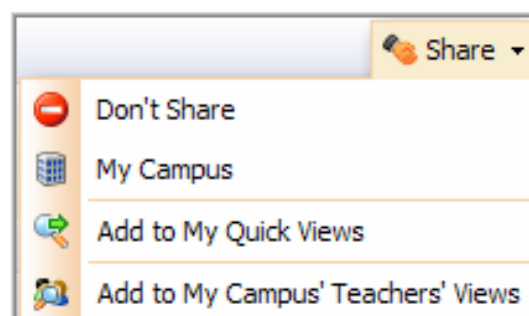 Share
Don't Share
My Campus
Add to My Quick Views
Add to My Campus' Teachers' Views